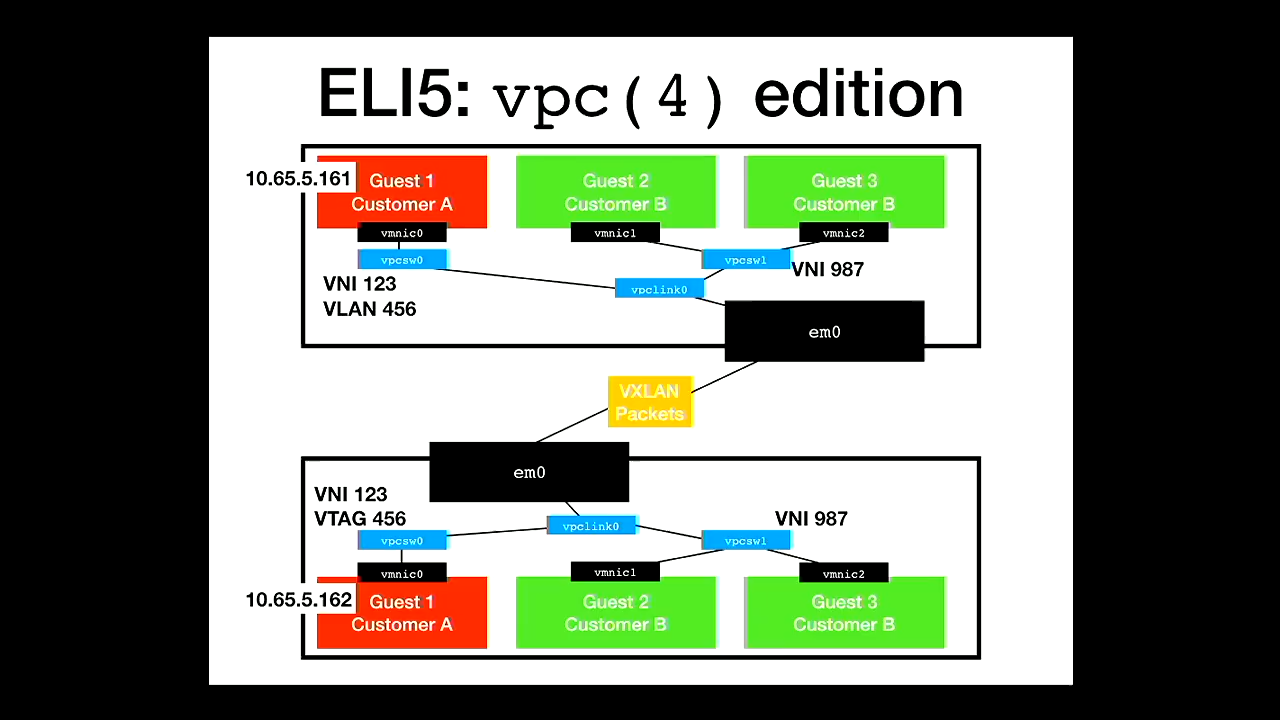 ELI5: vpc(4) edition
10.65.5.161
Guest 1
Customer A
Guest 2
Customer B
Guest 3
Customer B
vmnic0
vmnic1
vmnic2
vpcsw0
vpcsw1
VNI 987
VNI 123
VLAN 456
vpclink0
em0
VXLAN
Packets
em0
VNI 123
VTAG 456
vpclink0
VNI 987
vpcsw0
vpcsw1
vmnic0
vmnic1
vmnic2
10.65.5.162
Guest 1
Customer A
Guest 2
Customer B
Guest 3
Customer B